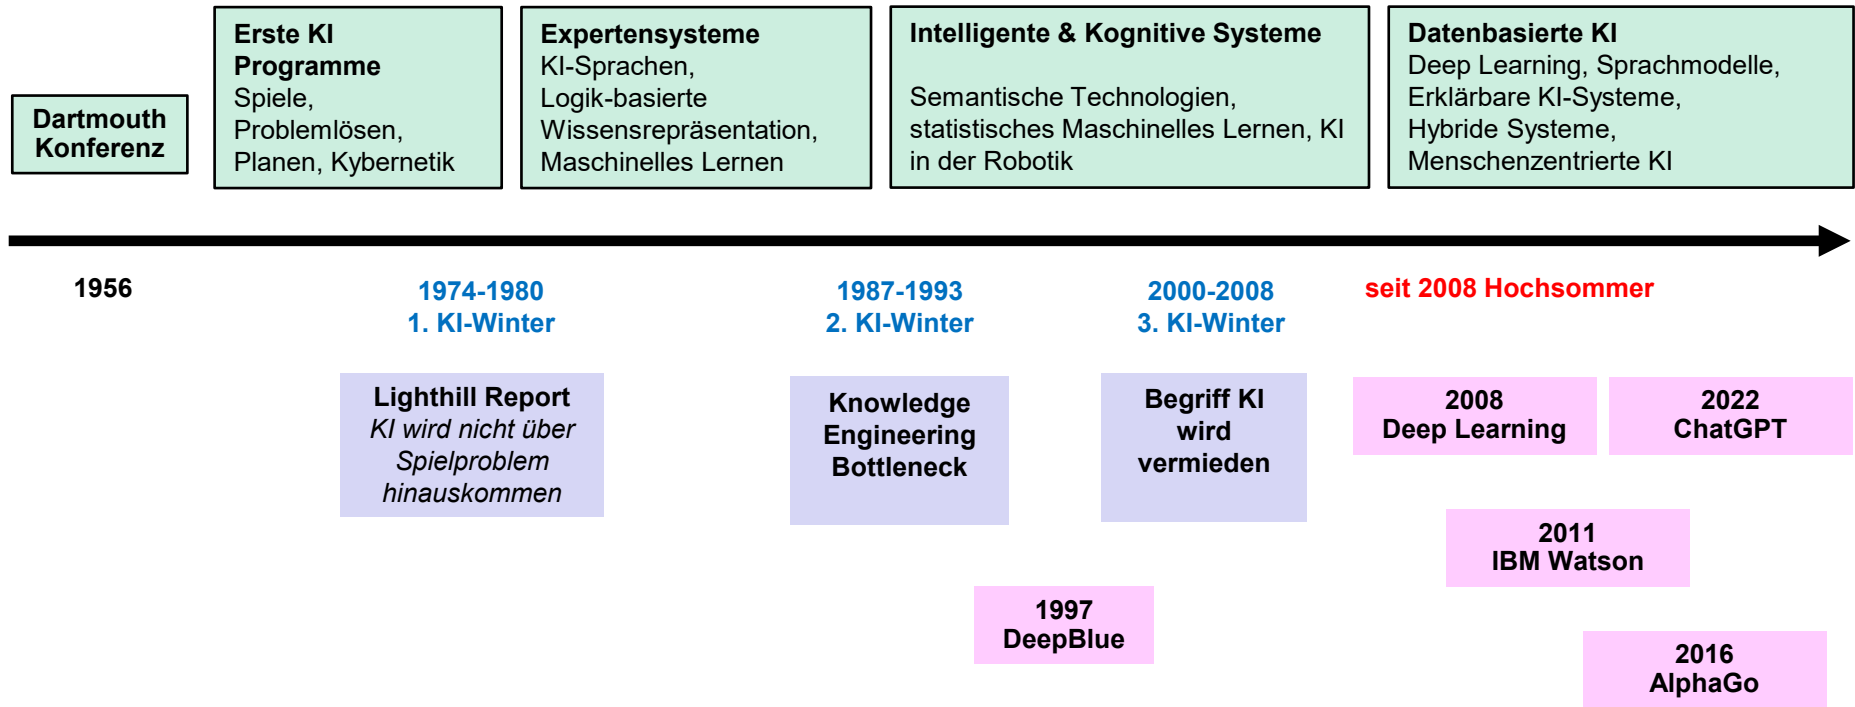 Dartmouth
Konferenz
Erste KI
Programme
Spiele,
Problemlösen,
Planen, Kybernetik
Expertensysteme
KI-Sprachen,
Logik-basierte
Wissensrepräsentation,
Maschinelles Lernen
Intelligente & Kognitive Systeme
Semantische Technologien,
statistisches Maschinelles Lernen, KI
in der Robotik
Datenbasierte KI
Deep Learning, Sprachmodelle,
Erklärbare KI-Systeme,
Hybride Systeme,
Menschenzentrierte KI
1956
1974-1980
1. KI-Winter
1987-1993
2. KI-Winter
2000-2008
3. KI-Winter
seit 2008 Hochsommer
Lighthill Report
KI wird nicht über
Spielproblem
hinauskommen
Knowledge
Engineering
Bottleneck
Begriff KI
wird
vermieden
2008
Deep Learning
2022
ChatGPT
2011
IBM Watson
1997
DeepBlue
2016
AlphaGo